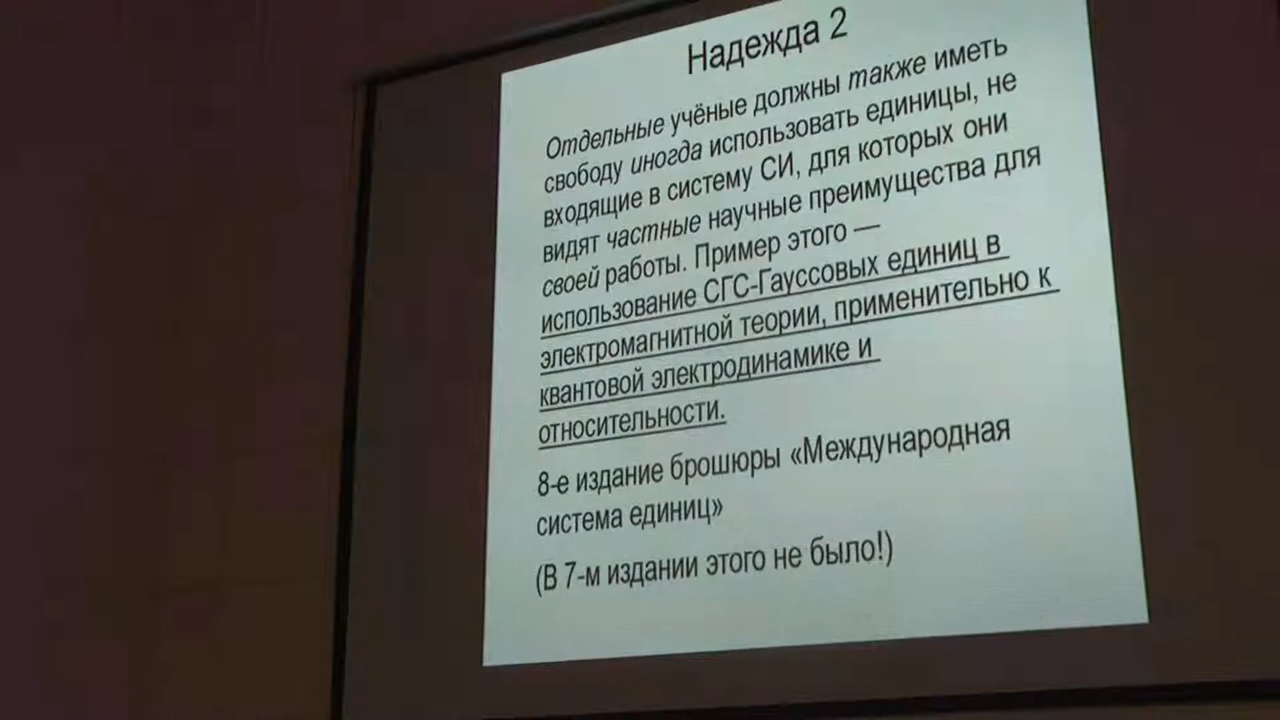 Надежда 2
Отдельные учёные должны также иметь
свободу иногда использовать единицы, не
входящие в систему СИ, для которых они
видят частные научные преимущества для
своей работы. Пример этого —
использование СГС-Гауссовых единиц в
электромагнитной теории, применительно к
квантовой электродинамике и
относительности.
8-е издание брошюры «Международная
система единиц»
(В 7-м издании этого не было!)